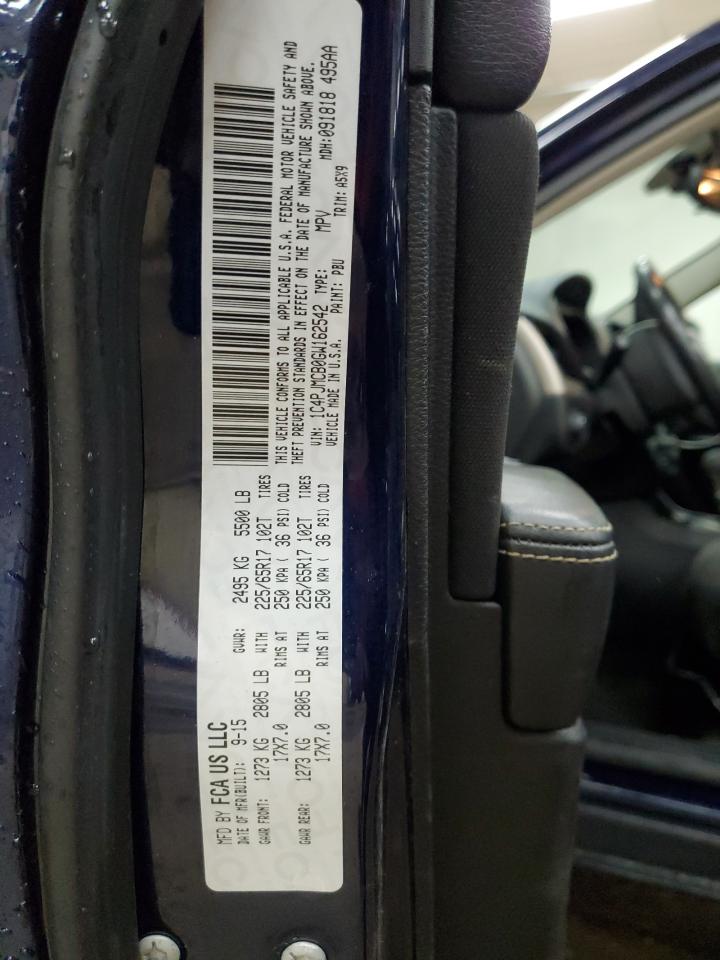 MFD BY FCA US LLC
DATE OF MFR(BUILT): 9-15 GVWR: 2495 KG 5500 LB
GAWR FRONT: 1273 KG 2805 LB WITH 225/65R17 102T TIRES
17X7.0 RIMS AT 250 KPA ( 36 PSI) COLD
GAWR REAR: 1273 KG 2805 LB WITH 225/65R17 102T TIRES
17X7.0 RIMS AT 250 KPA ( 36 PSI) COLD
THIS VEHICLE CONFORMS TO ALL APPLICABLE U.S.A. FEDERAL MOTOR VEHICLE SAFETY AND
THEFT PREVENTION STANDARDS IN EFFECT ON THE DATE OF MANUFACTURE SHOWN ABOVE.
VIN: 1C4PJMCB0GW162542 TYPE: MPV MDH: 091818 495AA
VEHICLE MADE IN U.S.A. PAINT: PBU TRIM: A5X9